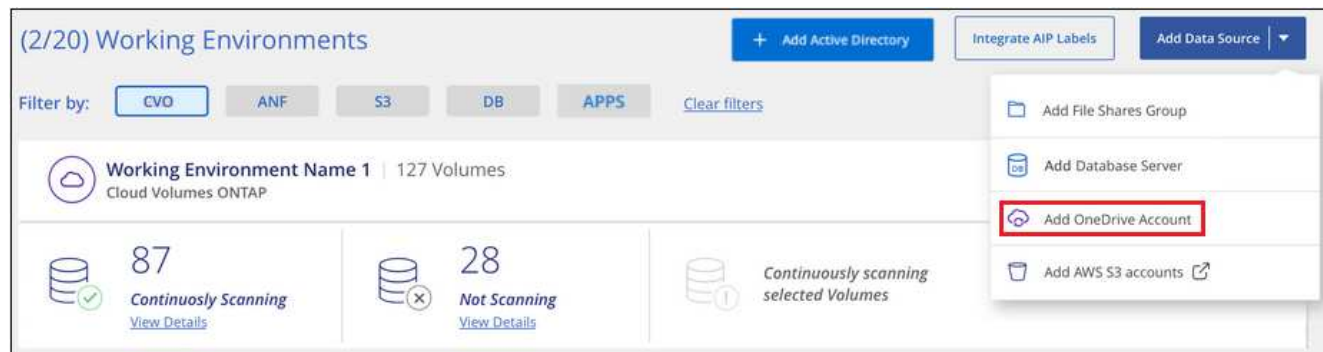 (2/20) Working Environments
+ Add Active Directory
Integrate AIP Labels
Add Data Source
Filter by:
CVO
ANF
S3
DB
APPS
Clear filters
Add File Shares Group
DB
Add Database Server
Add OneDrive Account
Add AWS S3 accounts
Working Environment Name 1 | 127 Volumes
Cloud Volumes ONTAP
87
Continuosly Scanning
View Details
28
Not Scanning
View Details
Continuously scanning
selected Volumes